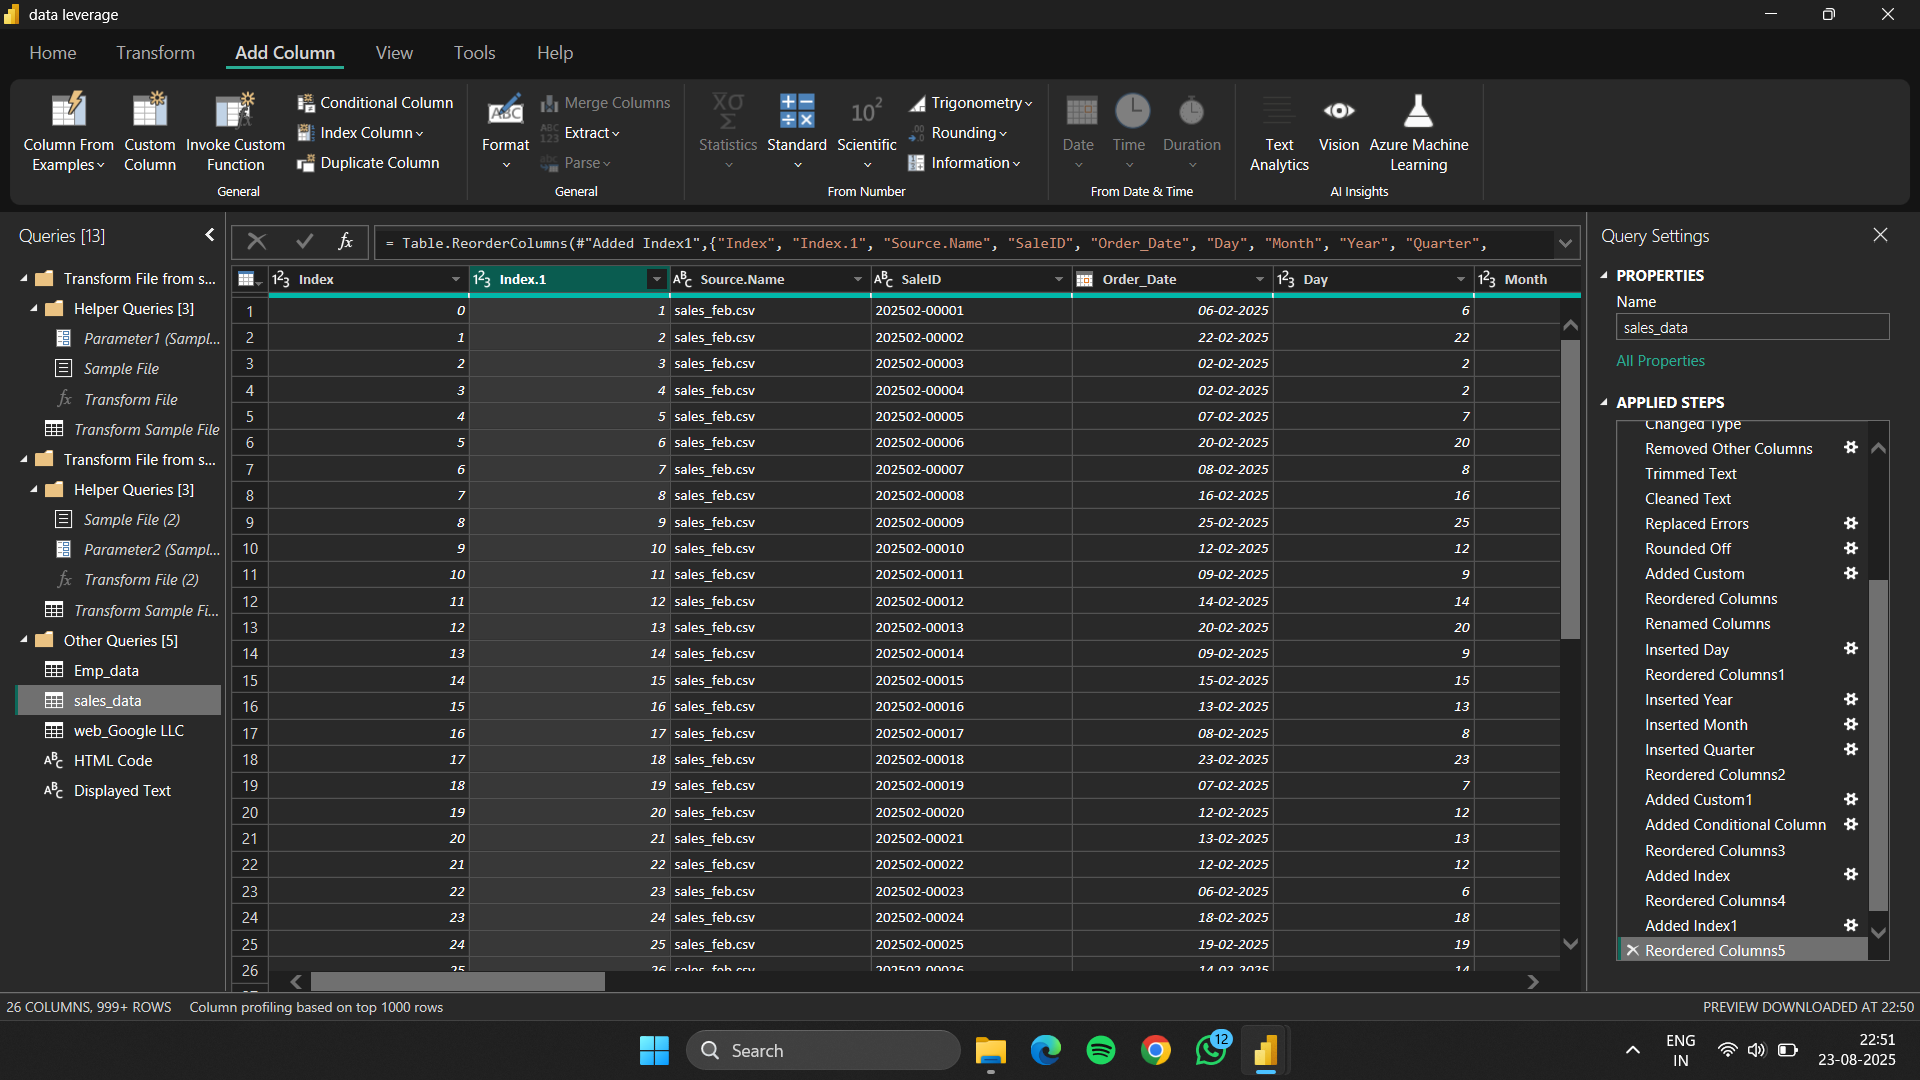 data leverage
Home Transform Add Column View Tools Help
Column From Examples
Custom Column
Invoke Custom Function
Conditional Column
Index Column
Duplicate Column
General
Format
Merge Columns
Extract
Parse
General
Statistics
Standard
Scientific
Trigonometry
Rounding
Information
From Number
Date
Time
Duration
From Date & Time
Text Analytics
Vision
Azure Machine Learning
AI Insights
Queries [13]
Transform File from s...
Helper Queries [3]
Parameter1 (Sampl...
Sample File
Transform File
Transform Sample File
Transform File from s...
Helper Queries [3]
Sample File (2)
Parameter2 (Sampl...
Transform File (2)
Transform Sample Fi...
Other Queries [5]
Emp_data
sales_data
web_Google LLC
HTML Code
Displayed Text
= Table.ReorderColumns(#"Added Index1",{"Index", "Index.1", "Source.Name", "SaleID", "Order_Date", "Day", "Month", "Year", "Quarter",
Index Index.1 Source.Name SaleID Order_Date Day Month
1 0 1 sales_feb.csv 202502-00001 06-02-2025 6
2 1 2 sales_feb.csv 202502-00002 22-02-2025 22
3 2 3 sales_feb.csv 202502-00003 02-02-2025 2
4 3 4 sales_feb.csv 202502-00004 02-02-2025 2
5 4 5 sales_feb.csv 202502-00005 07-02-2025 7
6 5 6 sales_feb.csv 202502-00006 20-02-2025 20
7 6 7 sales_feb.csv 202502-00007 08-02-2025 8
8 7 8 sales_feb.csv 202502-00008 16-02-2025 16
9 8 9 sales_feb.csv 202502-00009 25-02-2025 25
10 9 10 sales_feb.csv 202502-00010 12-02-2025 12
11 10 11 sales_feb.csv 202502-00011 09-02-2025 9
12 11 12 sales_feb.csv 202502-00012 14-02-2025 14
13 12 13 sales_feb.csv 202502-00013 20-02-2025 20
14 13 14 sales_feb.csv 202502-00014 09-02-2025 9
15 14 15 sales_feb.csv 202502-00015 15-02-2025 15
16 15 16 sales_feb.csv 202502-00016 13-02-2025 13
17 16 17 sales_feb.csv 202502-00017 08-02-2025 8
18 17 18 sales_feb.csv 202502-00018 23-02-2025 23
19 18 19 sales_feb.csv 202502-00019 07-02-2025 7
20 19 20 sales_feb.csv 202502-00020 12-02-2025 12
21 20 21 sales_feb.csv 202502-00021 13-02-2025 13
22 21 22 sales_feb.csv 202502-00022 12-02-2025 12
23 22 23 sales_feb.csv 202502-00023 06-02-2025 6
24 23 24 sales_feb.csv 202502-00024 18-02-2025 18
25 24 25 sales_feb.csv 202502-00025 19-02-2025 19
26 25 26 sales_feb.csv 202502-00026 14-02-2025 14
Query Settings
PROPERTIES
Name
sales_data
All Properties
APPLIED STEPS
Changed Type
Removed Other Columns
Trimmed Text
Cleaned Text
Replaced Errors
Rounded Off
Added Custom
Reordered Columns
Renamed Columns
Inserted Day
Reordered Columns1
Inserted Year
Inserted Month
Inserted Quarter
Reordered Columns2
Added Custom1
Added Conditional Column
Reordered Columns3
Added Index
Reordered Columns4
Added Index1
Reordered Columns5
26 COLUMNS, 999+ ROWS Column profiling based on top 1000 rows PREVIEW DOWNLOADED AT 22:50
Search
12
ENG IN
22:51
23-08-2025